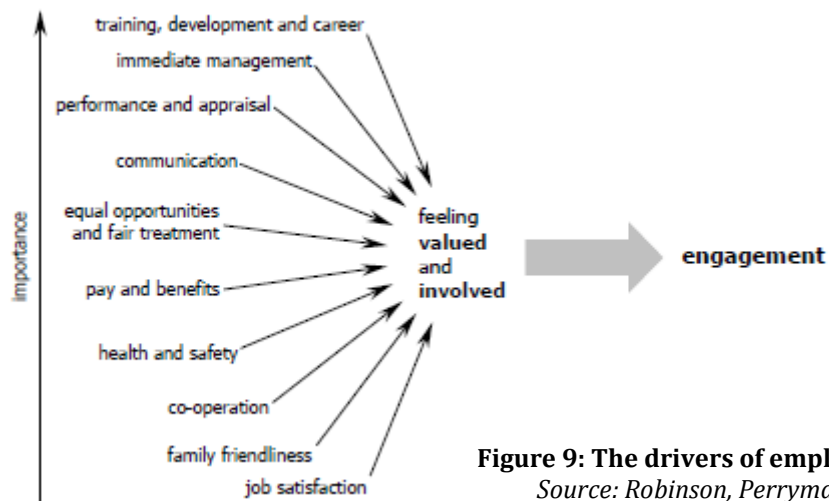 training, development and career
immediate management
performance and appraisal
communication
equal opportunities
and fair treatment
pay and benefits
health and safety
co-operation
family friendliness
job satisfaction
importance
feeling
valued
and
involved
engagement
Figure 9: The drivers of empl
Source: Robinson, Perryma